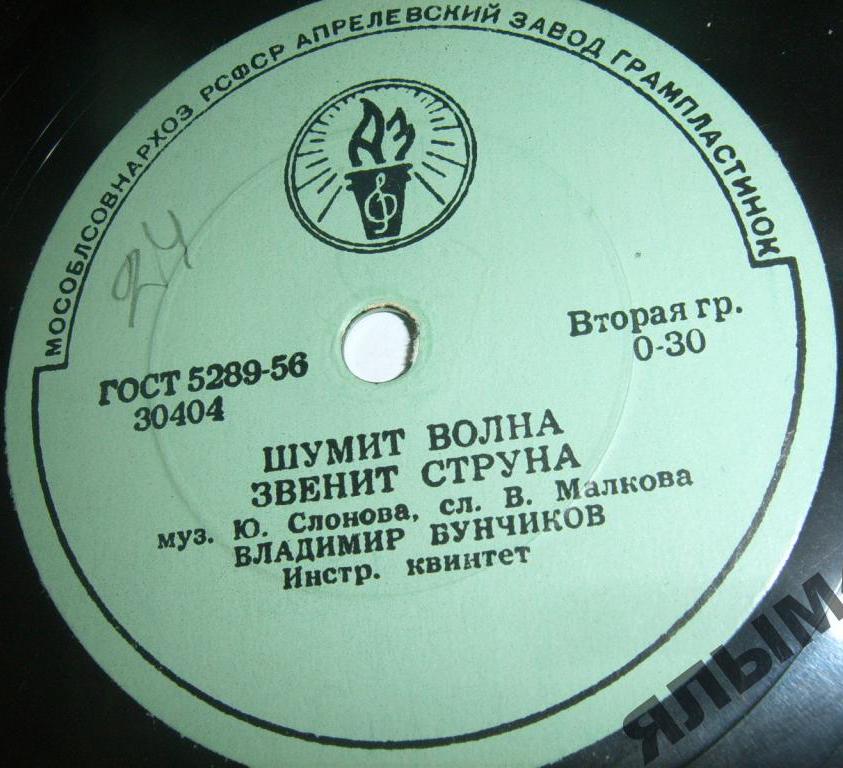 МОСОБЛСОВНАРХОЗ РСФСР АПРЕЛЕВСКИЙ ЗАВОД ГРАМПЛАСТИНОК
АЗ
24
Вторая гр.
0-30
ГОСТ 5289-56
30404
ШУМИТ ВОЛНА
ЗВЕНИТ СТРУНА
муз. Ю. Слонова, сл. В. Малкова
ВЛАДИМИР БУНЧИКОВ
Инстр. квинтет